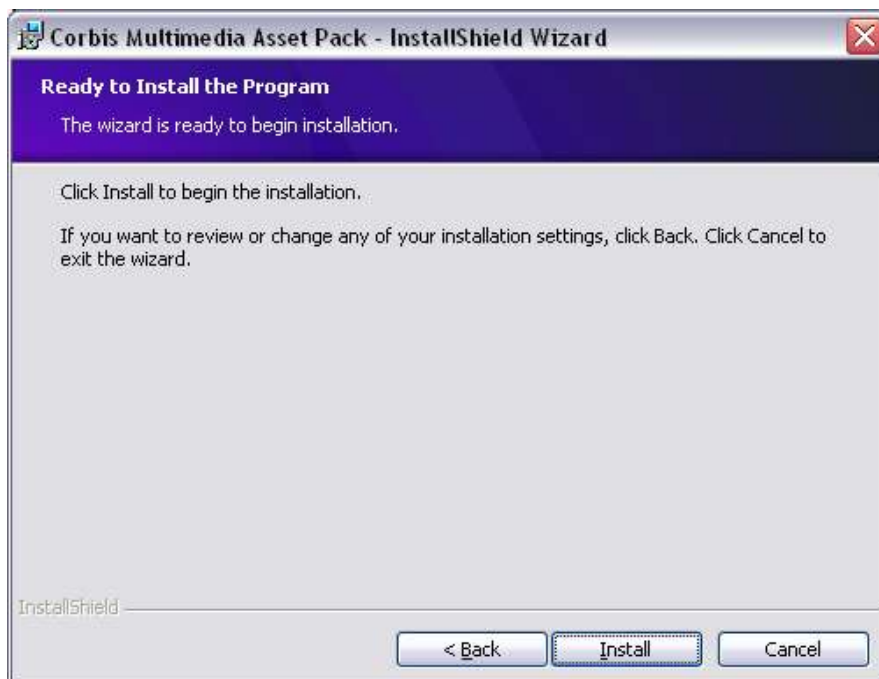 Corbis Multimedia Asset Pack - InstallShield Wizard
Ready to Install the Program
The wizard is ready to begin installation.
Click Install to begin the installation.
If you want to review or change any of your installation settings, click Back. Click Cancel to
exit the wizard.
InstallShield
< Back Install Cancel